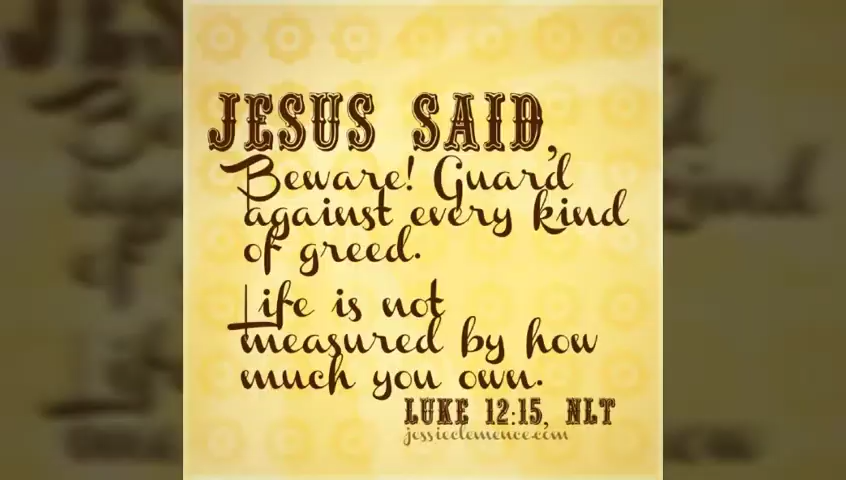 JESUS SAID,
Beware! Guard
against every kind
of greed.
Life is not
measured by how
much you own.
LUKE 12:15, NLT
jessieclemence.com